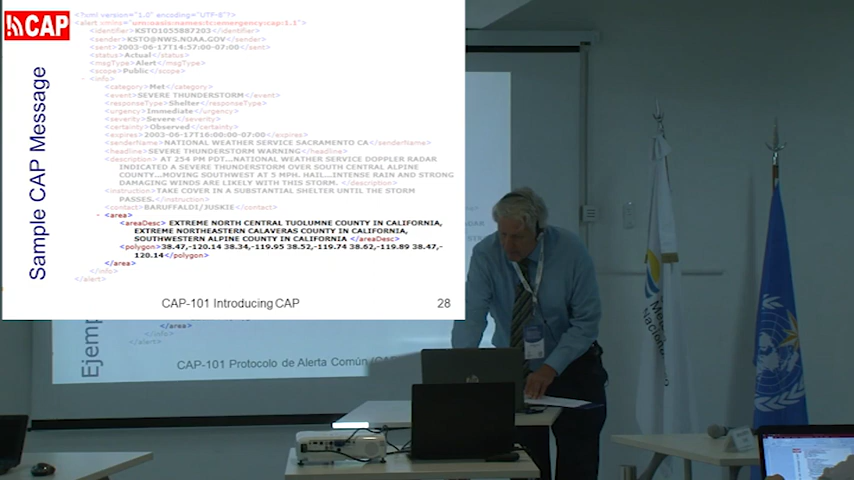 CAP
Sample CAP Message
<?xml version="1.0" encoding="UTF-8"?>
<alert xmlns="urn:oasis:names:tc:emergency:cap:1.1">
<identifier>KSTO1055887203</identifier>
<sender>KSTO@NWS.NOAA.GOV</sender>
<sent>2003-06-17T14:57:00-07:00</sent>
<status>Actual</status>
<msgType>Alert</msgType>
<scope>Public</scope>
- <info>
<category>Met</category>
<event>SEVERE THUNDERSTORM</event>
<responseType>Shelter</responseType>
<urgency>Immediate</urgency>
<severity>Severe</severity>
<certainty>Observed</certainty>
<expires>2003-06-17T16:00:00-07:00</expires>
<senderName>NATIONAL WEATHER SERVICE SACRAMENTO CA</senderName>
<headline>SEVERE THUNDERSTORM WARNING</headline>
<description> AT 254 PM PDT...NATIONAL WEATHER SERVICE DOPPLER RADAR
INDICATED A SEVERE THUNDERSTORM OVER SOUTH CENTRAL ALPINE
COUNTY...MOVING SOUTHWEST AT 5 MPH. HAIL...INTENSE RAIN AND STRONG
DAMAGING WINDS ARE LIKELY WITH THIS STORM. </description>
<instruction>TAKE COVER IN A SUBSTANTIAL SHELTER UNTIL THE STORM
PASSES.</instruction>
<contact>BARUFFALDI/JUSKIE</contact>
- <area>
<areaDesc> EXTREME NORTH CENTRAL TUOLUMNE COUNTY IN CALIFORNIA,
EXTREME NORTHEASTERN CALAVERAS COUNTY IN CALIFORNIA,
SOUTHWESTERN ALPINE COUNTY IN CALIFORNIA </areaDesc>
<polygon>38.47,-120.14 38.34,-119.95 38.52,-119.74 38.62,-119.89 38.47,-
120.14</polygon>
</area>
</info>
</alert>
CAP-101 Introducing CAP 28
</area>
</info>
</alert>
Ejemp
CAP-101 Protocolo de Alerta Común
hp